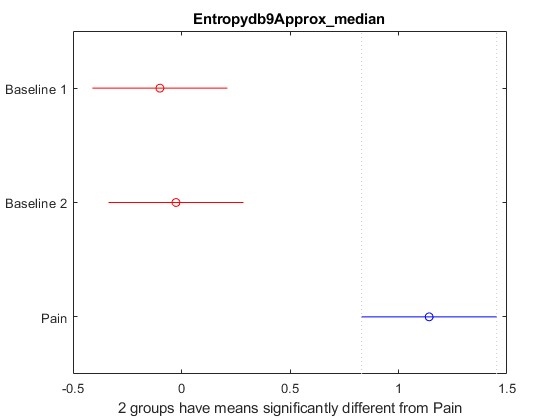 Entropydb9Approx_median
Baseline 1
Baseline 2
Pain
-0.5 0 0.5 1 1.5
2 groups have means significantly different from Pain